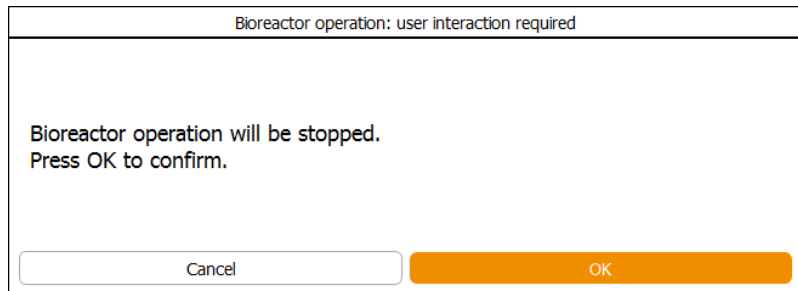 Bioreactor operation: user interaction required
Bioreactor operation will be stopped.
Press OK to confirm.
Cancel
OK